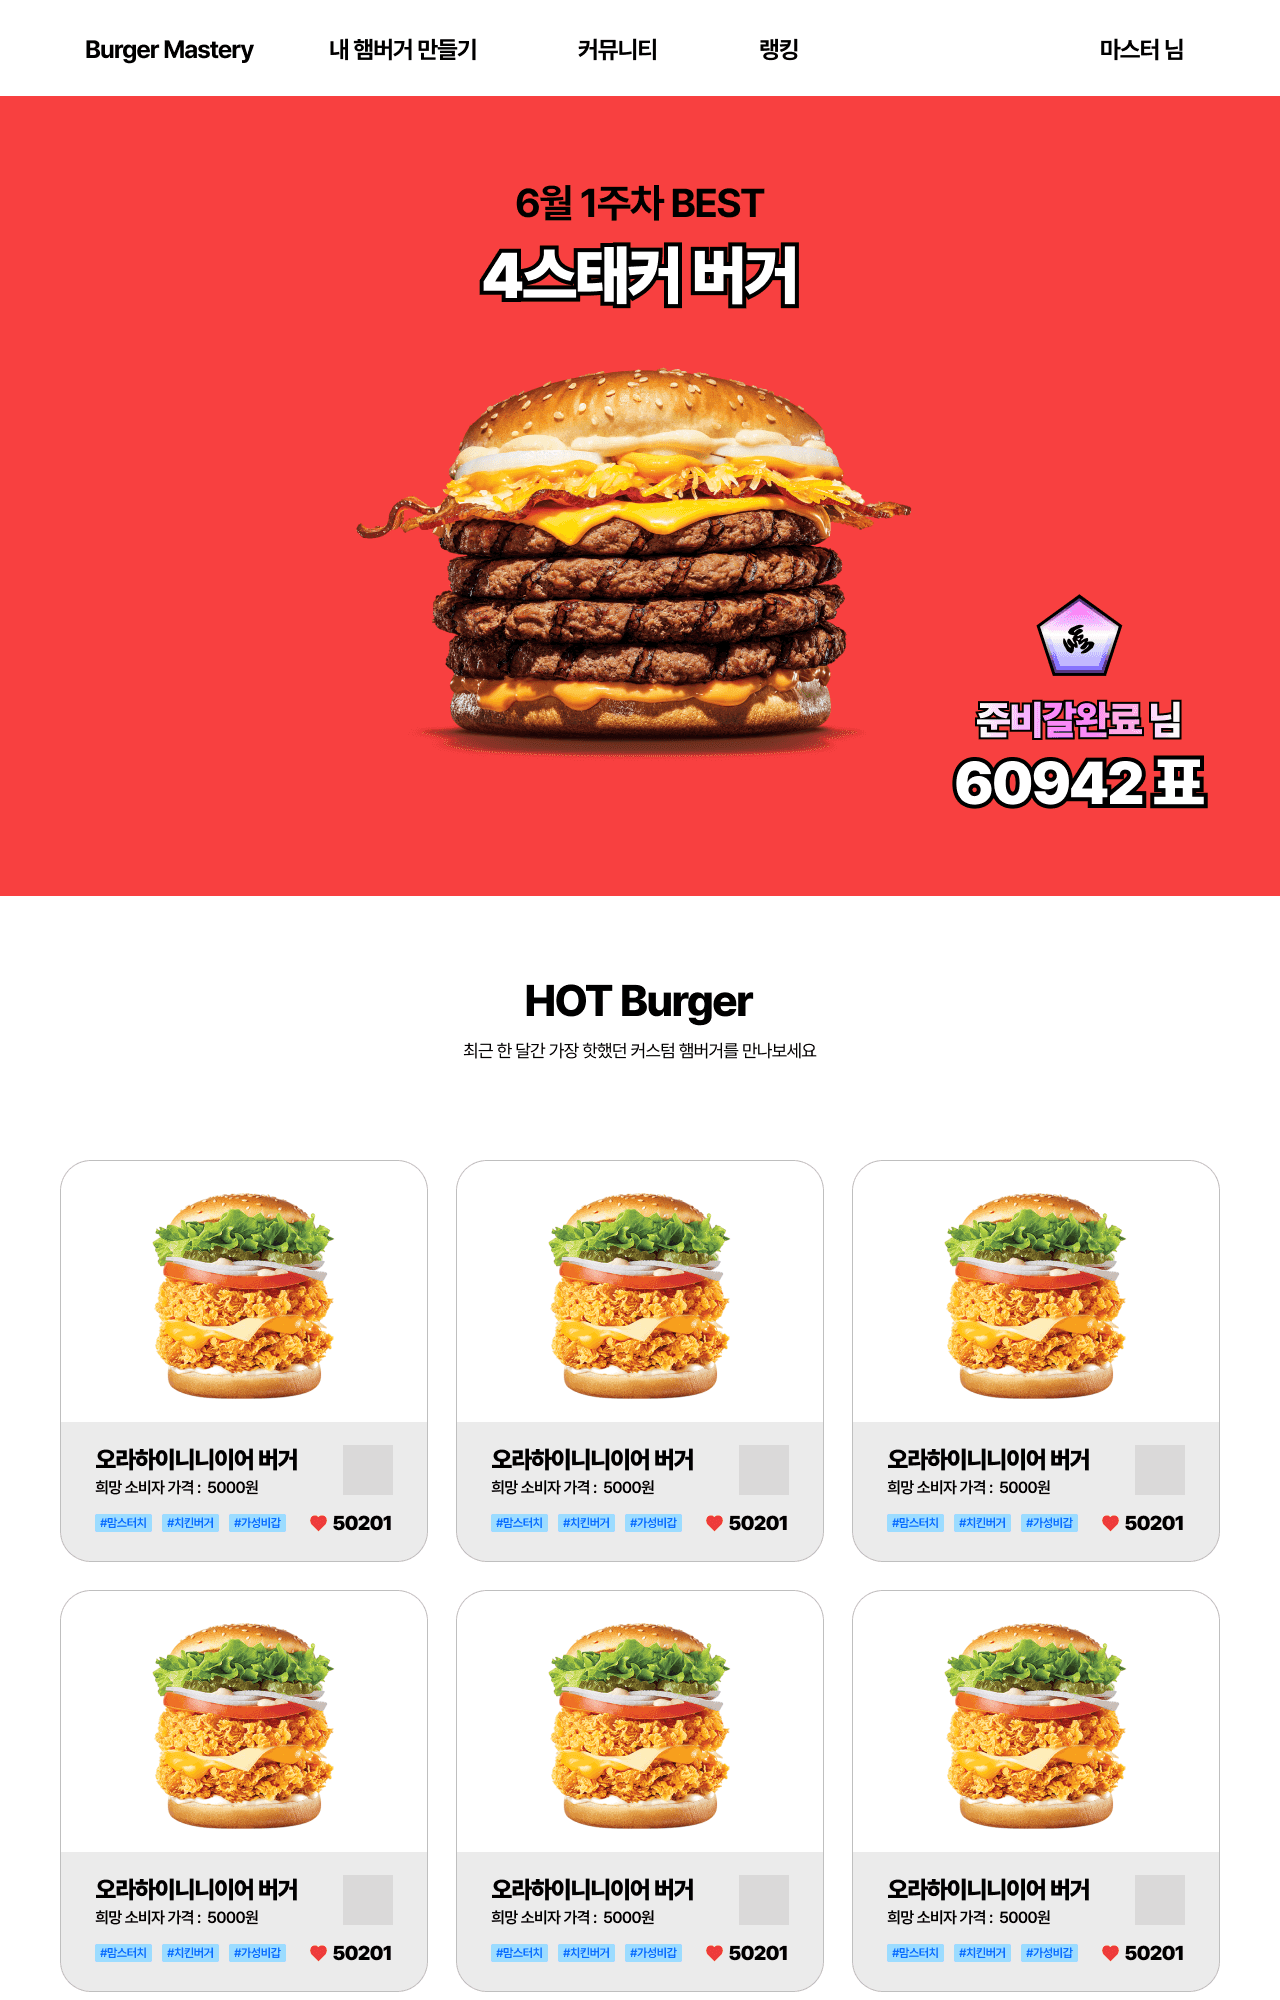 Burger Mastery 내 햄버거 만들기 커뮤니티 랭킹 마스터 님
6월 1주차 BEST
4스태커 버거
준비갈완료 님
60942 표
HOT Burger
최근 한 달간 가장 핫했던 커스텀 햄버거를 만나보세요
오라하이니니이어 버거
희망 소비자 가격 : 5000원
#맘스터치 #치킨버거 #가성비갑 50201
오라하이니니이어 버거
희망 소비자 가격 : 5000원
#맘스터치 #치킨버거 #가성비갑 50201
오라하이니니이어 버거
희망 소비자 가격 : 5000원
#맘스터치 #치킨버거 #가성비갑 50201
오라하이니니이어 버거
희망 소비자 가격 : 5000원
#맘스터치 #치킨버거 #가성비갑 50201
오라하이니니이어 버거
희망 소비자 가격 : 5000원
#맘스터치 #치킨버거 #가성비갑 50201
오라하이니니이어 버거
희망 소비자 가격 : 5000원
#맘스터치 #치킨버거 #가성비갑 50201